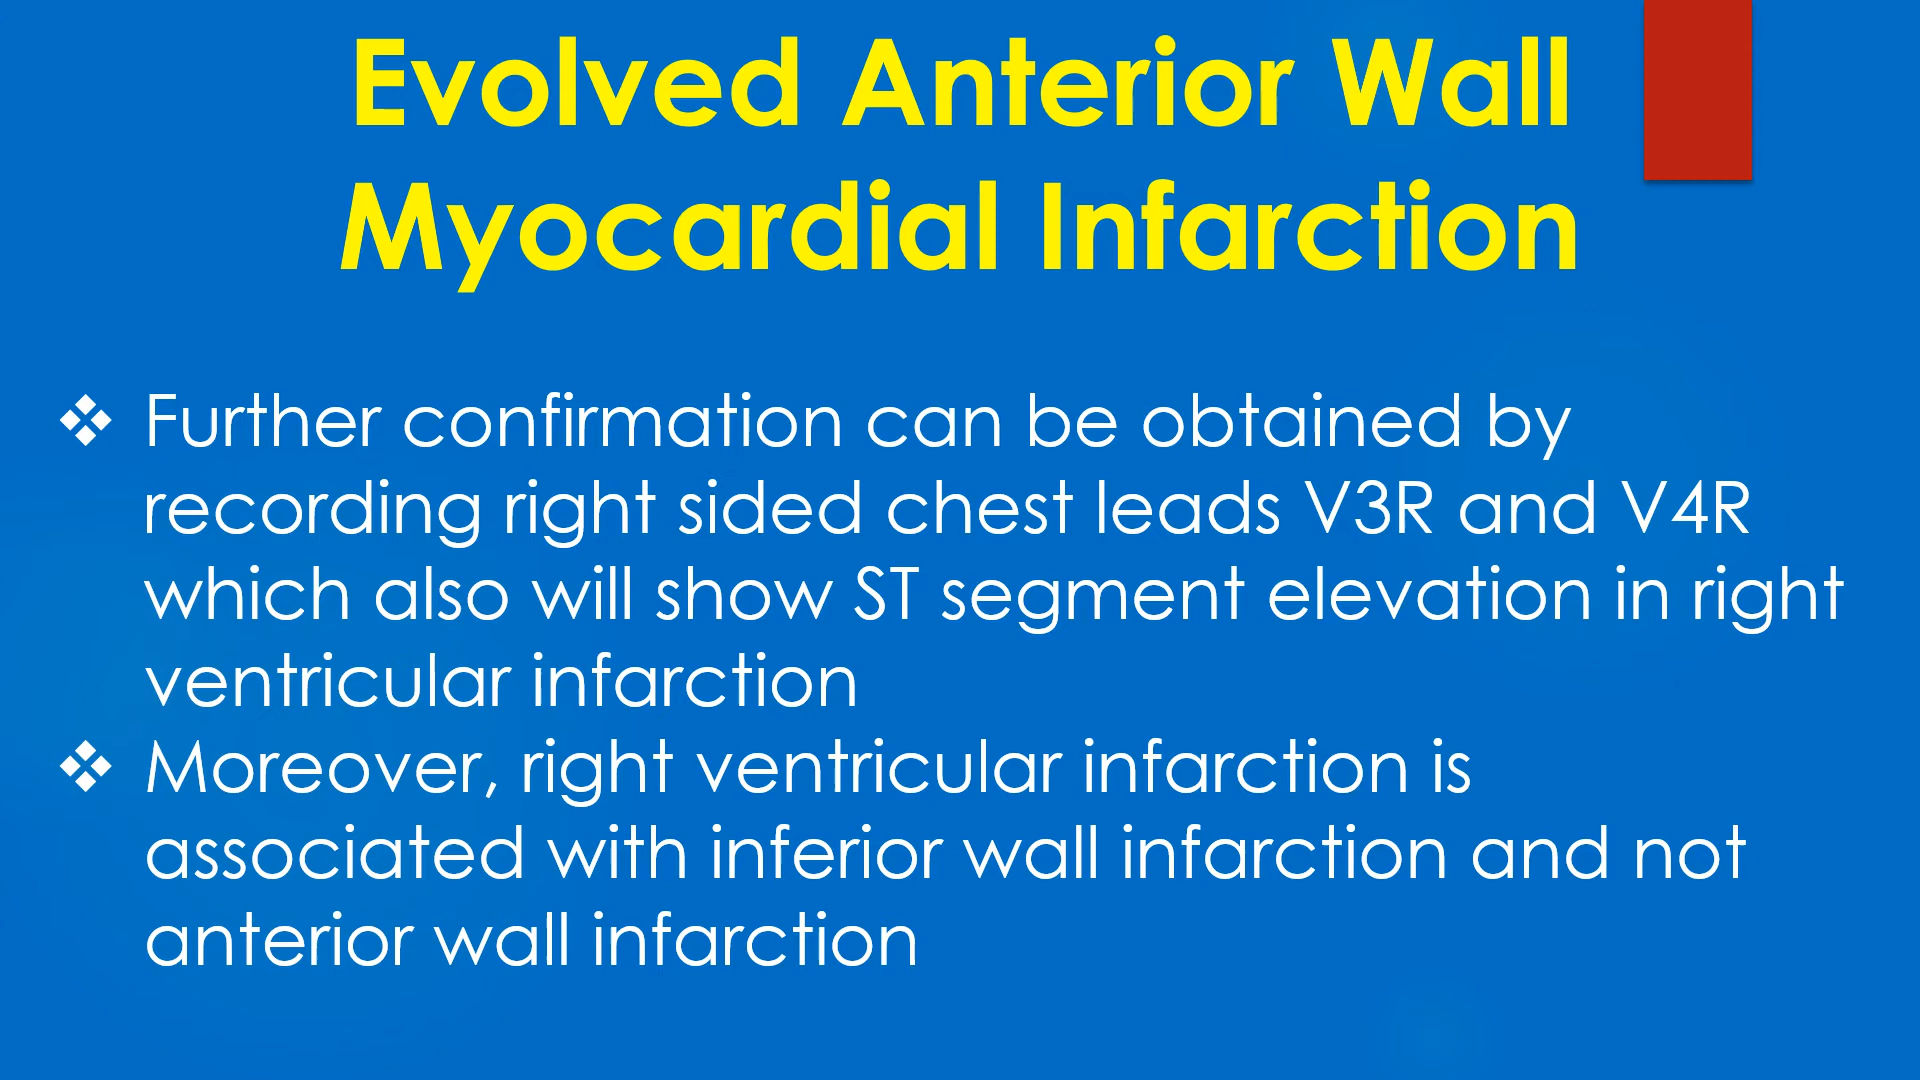 Evolved Anterior Wall
Myocardial Infarction
❖ Further confirmation can be obtained by
recording right sided chest leads V3R and V4R
which also will show ST segment elevation in right
ventricular infarction
❖ Moreover, right ventricular infarction is
associated with inferior wall infarction and not
anterior wall infarction